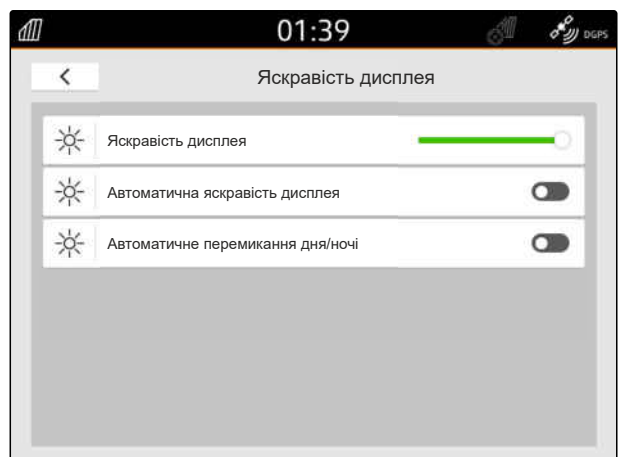 01:39
DGPS
Яскравість дисплея
Яскравість дисплея
Автоматична яскравість дисплея
Автоматичне перемикання дня/ночі